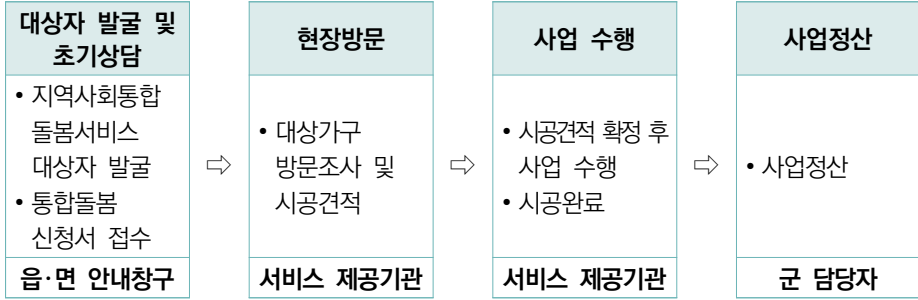 대상자 발굴 및
초기상담
• 지역사회통합
돌봄서비스
대상자 발굴
• 통합돌봄
신청서 접수
읍·면 안내창구
⇨
현장방문
• 대상가구
방문조사 및
시공견적
서비스 제공기관
⇨
사업 수행
• 시공견적 확정 후
사업 수행
• 시공완료
서비스 제공기관
⇨
사업정산
• 사업정산
군 담당자